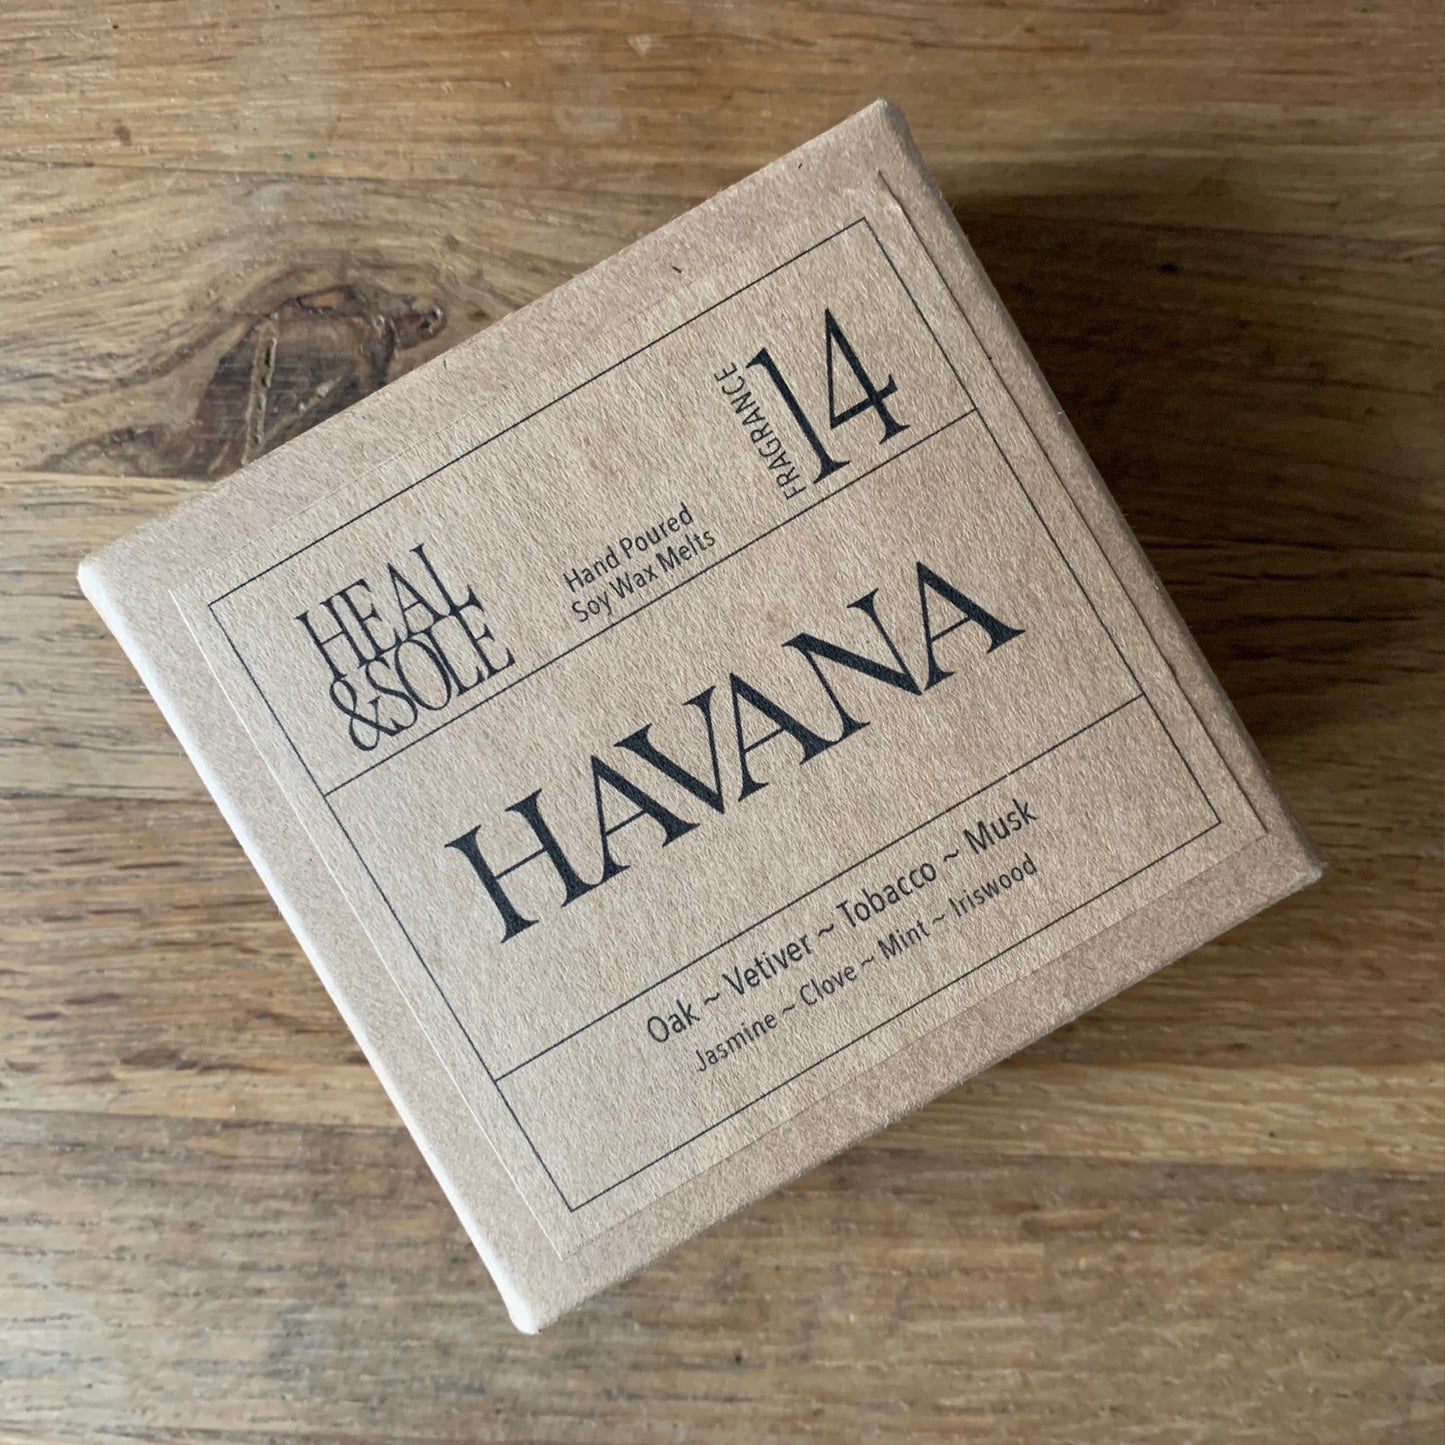 HEAL
&SOLE
Hand Poured
Soy Wax Melts
FRAGRANCE
14
HAVANA
Oak ~ Vetiver ~ Tobacco ~ Musk
Jasmine ~ Clove ~ Mint ~ Iriswood